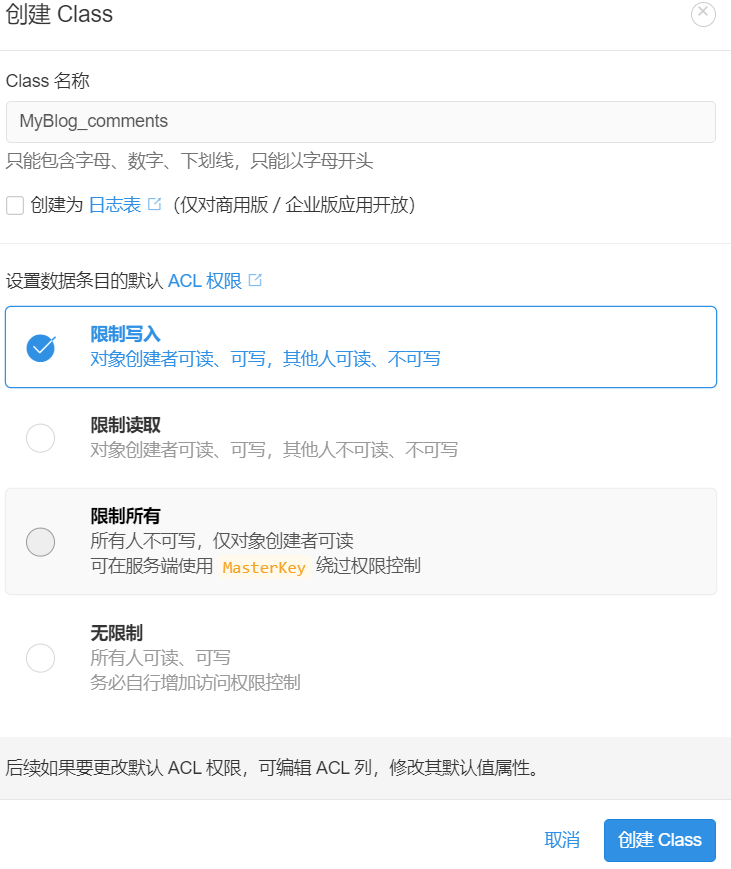 创建 Class
Class 名称
MyBlog_comments
只能包含字母、数字、下划线，只能以字母开头
创建为 日志表 （仅对商用版 / 企业版应用开放）
设置数据条目的默认 ACL 权限
限制写入
对象创建者可读、可写，其他人可读、不可写
限制读取
对象创建者可读、可写，其他人不可读、不可写
限制所有
所有人不可写，仅对象创建者可读
可在服务端使用 MasterKey 绕过权限控制
无限制
所有人可读、可写
务必自行增加访问权限控制
后续如果要更改默认 ACL 权限，可编辑 ACL 列，修改其默认值属性。
取消 创建 Class